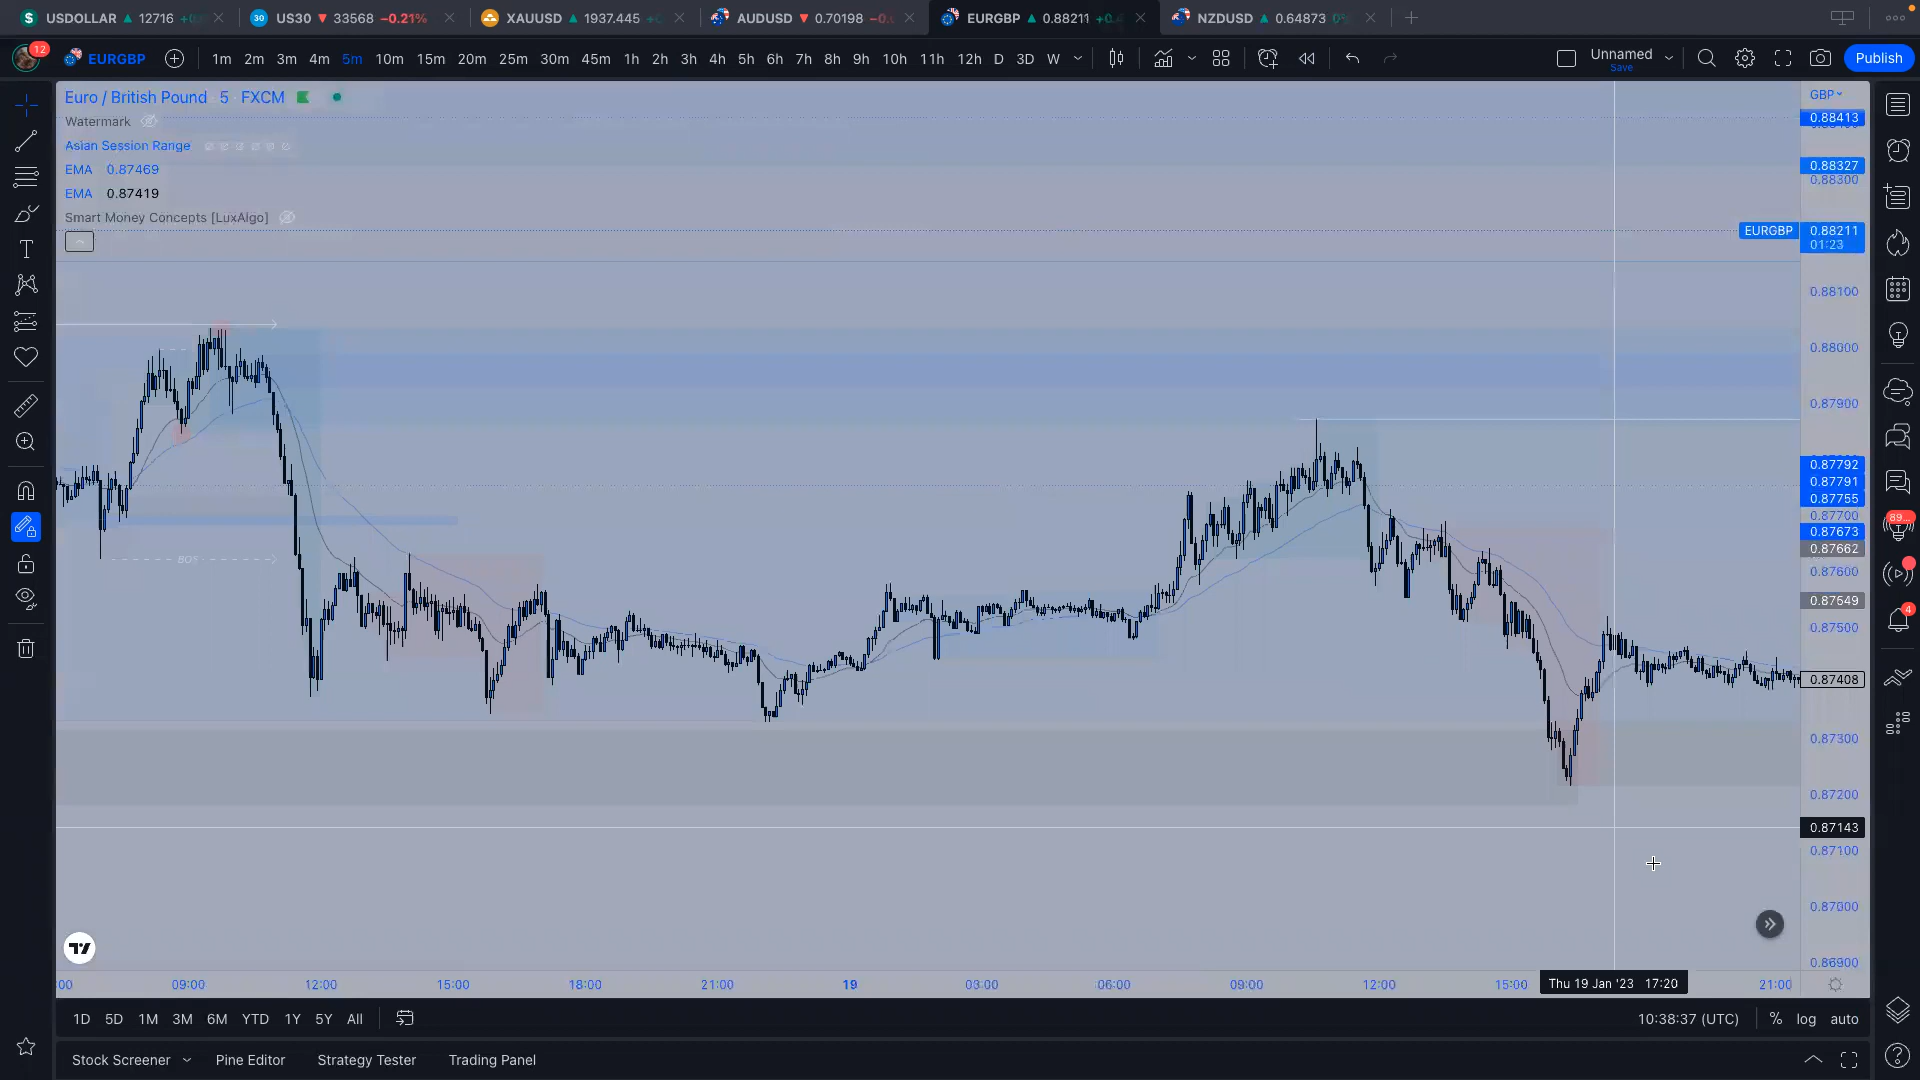 USDOLLAR 12716
30 US30 33568 −0.21%
XAUUSD 1937.445
AUDUSD 0.70198
EURGBP 0.88211
NZDUSD 0.64873
12 EURGBP 1m 2m 3m 4m 5m 10m 15m 20m 25m 30m 45m 1h 2h 3h 4h 5h 6h 7h 8h 9h 10h 11h 12h D 3D W Unnamed Save Publish
Euro / British Pound 5 FXCM
Watermark
Asian Session Range
EMA 0.87469
EMA 0.87419
Smart Money Concepts [LuxAlgo]
BOS
GBP
0.88413
0.88327
0.88300
EURGBP 0.88211
01:23
0.88100
0.88000
0.87900
0.87792
0.87791
0.87755
0.87700
0.87673
0.87662
0.87600
0.87549
0.87500
0.87408
0.87300
0.87200
0.87143
0.87100
0.87000
0.86900
89...
4
:00 09:00 12:00 15:00 18:00 21:00 19 03:00 06:00 09:00 12:00 15:00 Thu 19 Jan '23 17:20 21:00
1D 5D 1M 3M 6M YTD 1Y 5Y All 10:38:37 (UTC) % log auto
Stock Screener Pine Editor Strategy Tester Trading Panel